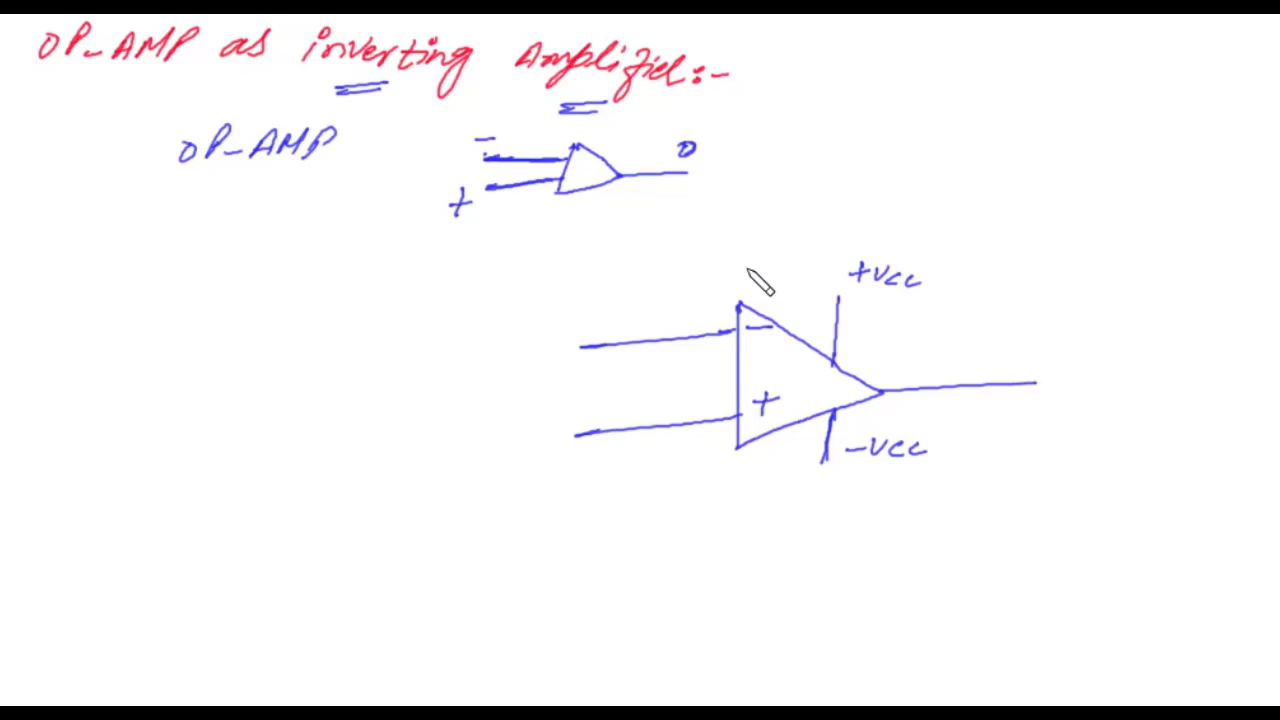 OP-AMP as inverting Amplifier:-
OP-AMP
- o
+
+VCC
-
+
-VCC